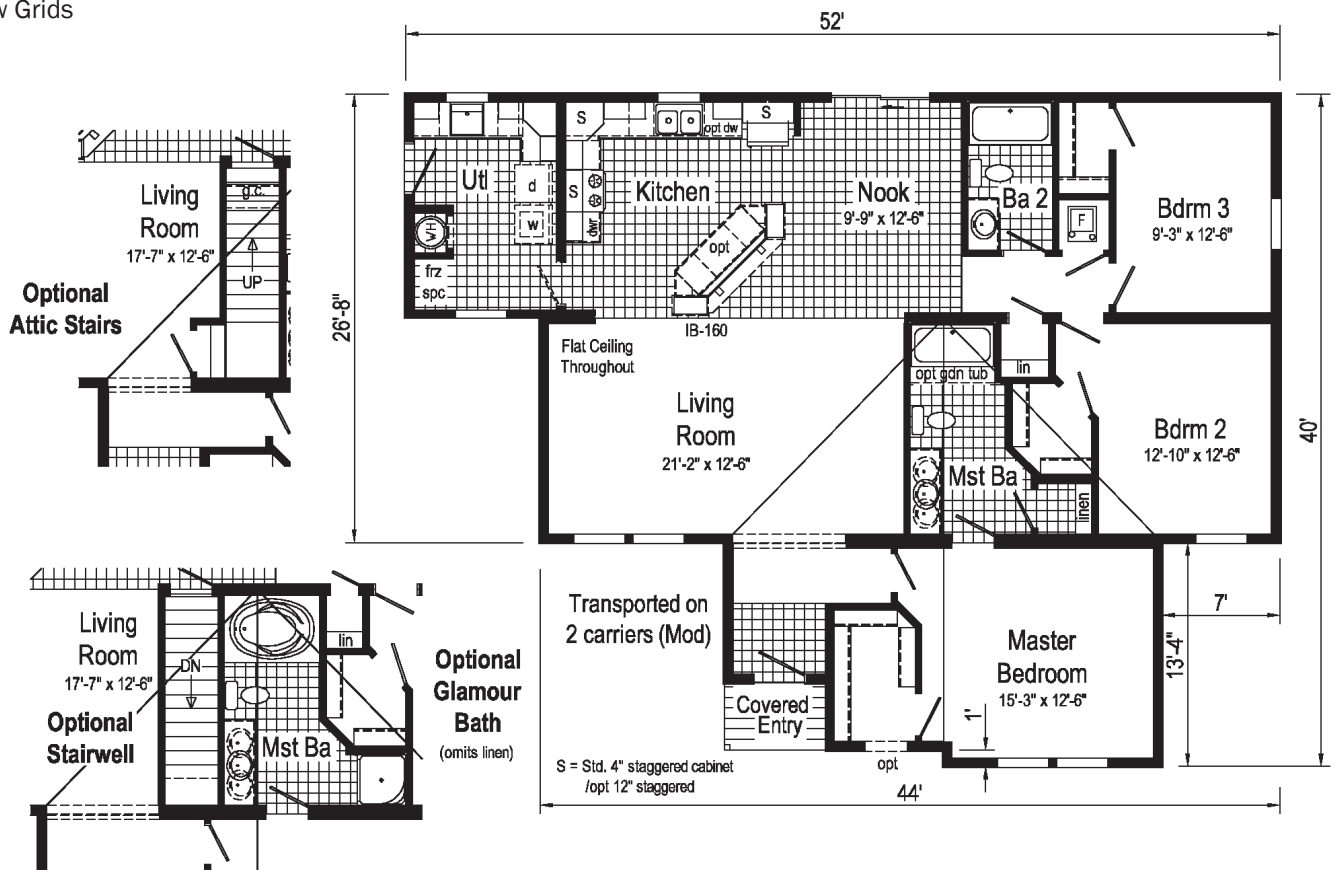 w Grids
52'
26'-8"
40'
Utl
d
w
WH
frz
spc
S
S
dwr
opt dw
S
Kitchen
opt
IB-160
Nook
9'-9" x 12'-6"
Ba 2
F
Bdrm 3
9'-3" x 12'-6"
Flat Ceiling
Throughout
Living
Room
21'-2" x 12'-6"
opt gdn tub
lin
Mst Ba
linen
Bdrm 2
12'-10" x 12'-6"
Transported on
2 carriers (Mod)
Covered
Entry
Master
Bedroom
15'-3" x 12'-6"
1'
opt
7'
13'-4"
S = Std. 4" staggered cabinet
/opt 12" staggered
44'
Living
Room
17'-7" x 12'-6"
g.c.
UP
Optional
Attic Stairs
Living
Room
17'-7" x 12'-6"
Optional
Stairwell
DN
lin
Mst Ba
Optional
Glamour
Bath
(omits linen)